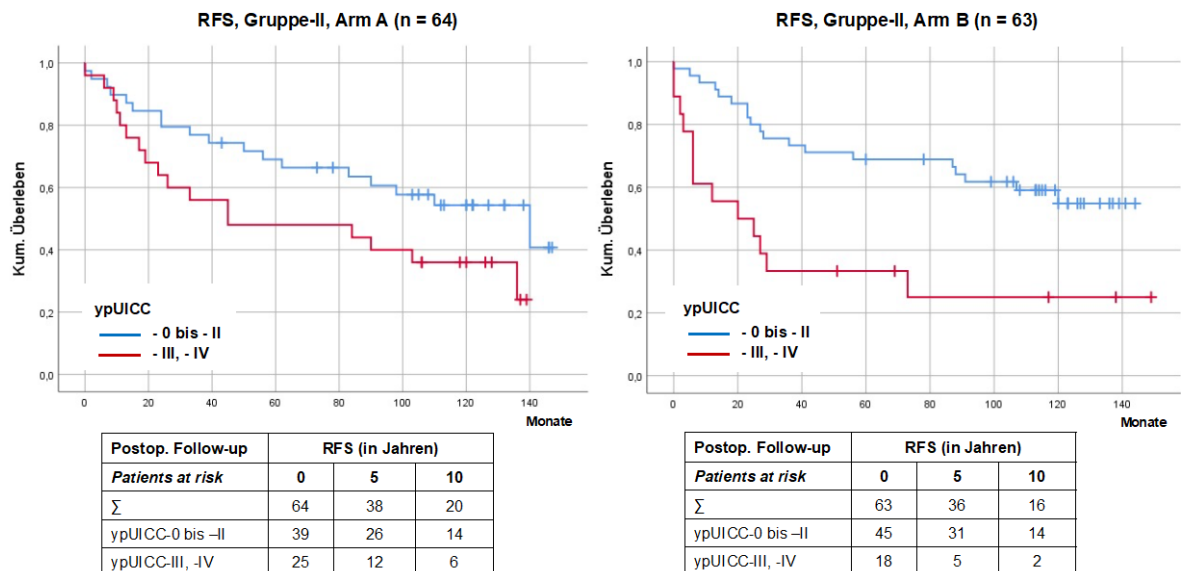 RFS, Gruppe-II, Arm A (n = 64)
Kum. Überleben
1,0
0,8
0,6
0,4
0,2
0,0
ypUICC
- 0 bis - II
- III, - IV
0 20 40 60 80 100 120 140
Monate
Postop. Follow-up RFS (in Jahren)
Patients at risk 0 5 10
∑ 64 38 20
ypUICC-0 bis –II 39 26 14
ypUICC-III, -IV 25 12 6
RFS, Gruppe-II, Arm B (n = 63)
Kum. Überleben
1,0
0,8
0,6
0,4
0,2
0,0
ypUICC
- 0 bis - II
- III, - IV
0 20 40 60 80 100 120 140
Monate
Postop. Follow-up RFS (in Jahren)
Patients at risk 0 5 10
∑ 63 36 16
ypUICC-0 bis –II 45 31 14
ypUICC-III, -IV 18 5 2